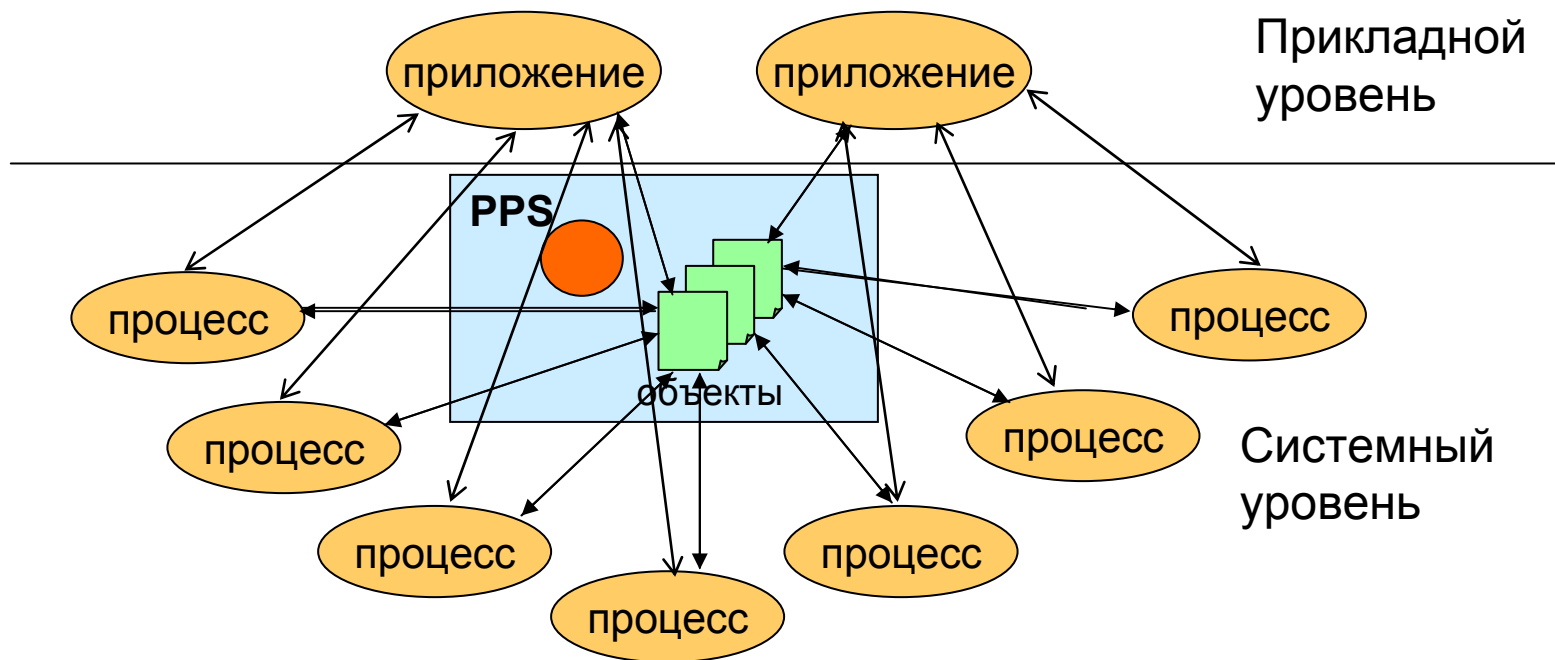 Прикладной
уровень
приложение
приложение
PPS
объекты
процесс
процесс
процесс
процесс
процесс
процесс
процесс
Системный
уровень